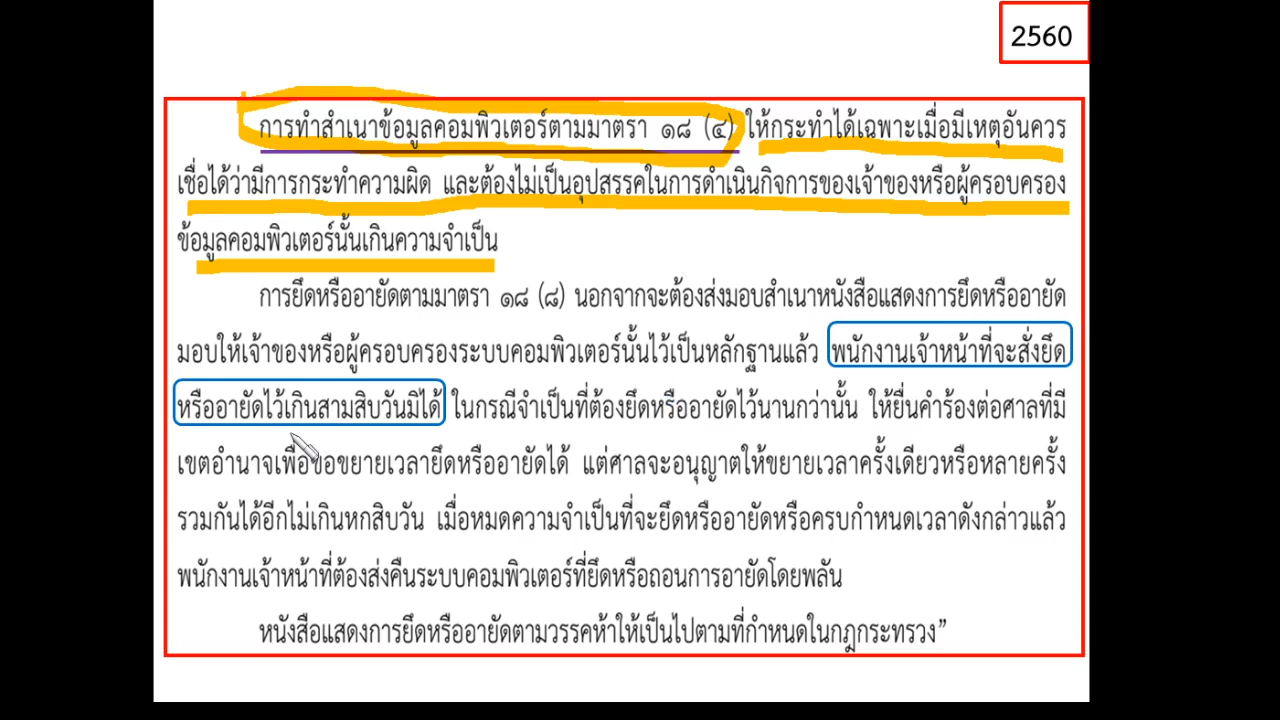 2560
การทำสำเนาข้อมูลคอมพิวเตอร์ตามมาตรา ๑๘ (๔) ให้กระทำได้เฉพาะเมื่อมีเหตุอันควร
เชื่อได้ว่ามีการกระทำความผิด และต้องไม่เป็นอุปสรรคในการดำเนินกิจการของเจ้าของหรือผู้ครอบครอง
ข้อมูลคอมพิวเตอร์นั้นเกินความจำเป็น
การยึดหรืออายัดตามมาตรา ๑๘ (๘) นอกจากจะต้องส่งมอบสำเนาหนังสือแสดงการยึดหรืออายัด
มอบให้เจ้าของหรือผู้ครอบครองระบบคอมพิวเตอร์นั้นไว้เป็นหลักฐานแล้ว พนักงานเจ้าหน้าที่จะสั่งยึด
หรืออายัดไว้เกินสามสิบวันมิได้ ในกรณีจำเป็นที่ต้องยึดหรืออายัดไว้นานกว่านั้น ให้ยื่นคำร้องต่อศาลที่มี
เขตอำนาจเพื่อขอขยายเวลายึดหรืออายัดได้ แต่ศาลจะอนุญาตให้ขยายเวลาครั้งเดียวหรือหลายครั้ง
รวมกันได้อีกไม่เกินหกสิบวัน เมื่อหมดความจำเป็นที่จะยึดหรืออายัดหรือครบกำหนดเวลาดังกล่าวแล้ว
พนักงานเจ้าหน้าที่ต้องส่งคืนระบบคอมพิวเตอร์ที่ยึดหรือถอนการอายัดโดยพลัน
หนังสือแสดงการยึดหรืออายัดตามวรรคห้าให้เป็นไปตามที่กำหนดในกฎกระทรวง”